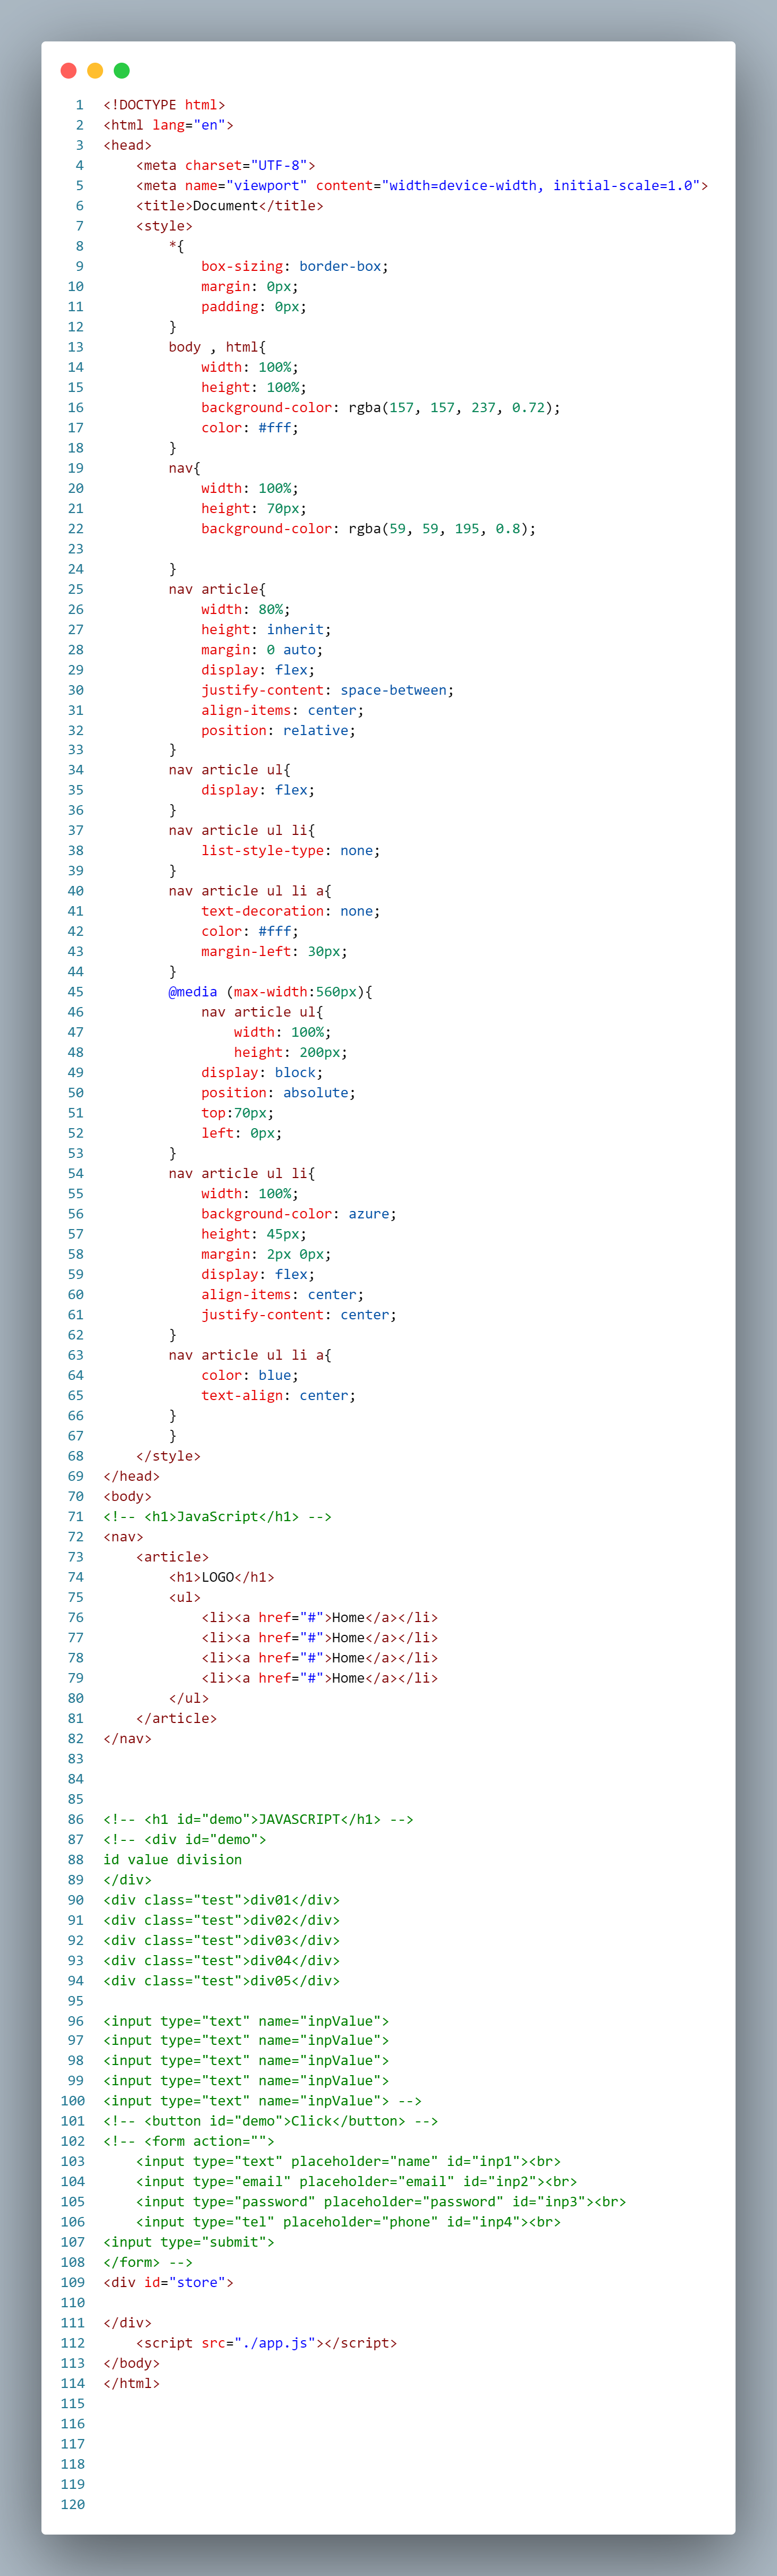 1 <!DOCTYPE html>
2 <html lang="en">
3 <head>
4     <meta charset="UTF-8">
5     <meta name="viewport" content="width=device-width, initial-scale=1.0">
6     <title>Document</title>
7     <style>
8         *{
9             box-sizing: border-box;
10             margin: 0px;
11             padding: 0px;
12         }
13         body , html{
14             width: 100%;
15             height: 100%;
16             background-color: rgba(157, 157, 237, 0.72);
17             color: #fff;
18         }
19         nav{
20             width: 100%;
21             height: 70px;
22             background-color: rgba(59, 59, 195, 0.8);
23
24         }
25         nav article{
26             width: 80%;
27             height: inherit;
28             margin: 0 auto;
29             display: flex;
30             justify-content: space-between;
31             align-items: center;
32             position: relative;
33         }
34         nav article ul{
35             display: flex;
36         }
37         nav article ul li{
38             list-style-type: none;
39         }
40         nav article ul li a{
41             text-decoration: none;
42             color: #fff;
43             margin-left: 30px;
44         }
45         @media (max-width:560px){
46             nav article ul{
47                 width: 100%;
48                 height: 200px;
49             display: block;
50             position: absolute;
51             top:70px;
52             left: 0px;
53         }
54         nav article ul li{
55             width: 100%;
56             background-color: azure;
57             height: 45px;
58             margin: 2px 0px;
59             display: flex;
60             align-items: center;
61             justify-content: center;
62         }
63         nav article ul li a{
64             color: blue;
65             text-align: center;
66         }
67         }
68     </style>
69 </head>
70 <body>
71 <!-- <h1>JavaScript</h1> -->
72 <nav>
73     <article>
74         <h1>LOGO</h1>
75         <ul>
76             <li><a href="#">Home</a></li>
77             <li><a href="#">Home</a></li>
78             <li><a href="#">Home</a></li>
79             <li><a href="#">Home</a></li>
80         </ul>
81     </article>
82 </nav>
83
84
85
86 <!-- <h1 id="demo">JAVASCRIPT</h1> -->
87 <!-- <div id="demo">
88 id value division
89 </div>
90 <div class="test">div01</div>
91 <div class="test">div02</div>
92 <div class="test">div03</div>
93 <div class="test">div04</div>
94 <div class="test">div05</div>
95
96 <input type="text" name="inpValue">
97 <input type="text" name="inpValue">
98 <input type="text" name="inpValue">
99 <input type="text" name="inpValue">
100 <input type="text" name="inpValue"> -->
101 <!-- <button id="demo">Click</button> -->
102 <!-- <form action="">
103     <input type="text" placeholder="name" id="inp1"><br>
104     <input type="email" placeholder="email" id="inp2"><br>
105     <input type="password" placeholder="password" id="inp3"><br>
106     <input type="tel" placeholder="phone" id="inp4"><br>
107 <input type="submit">
108 </form> -->
109 <div id="store">
110
111 </div>
112     <script src="./app.js"></script>
113 </body>
114 </html>
115
116
117
118
119
120